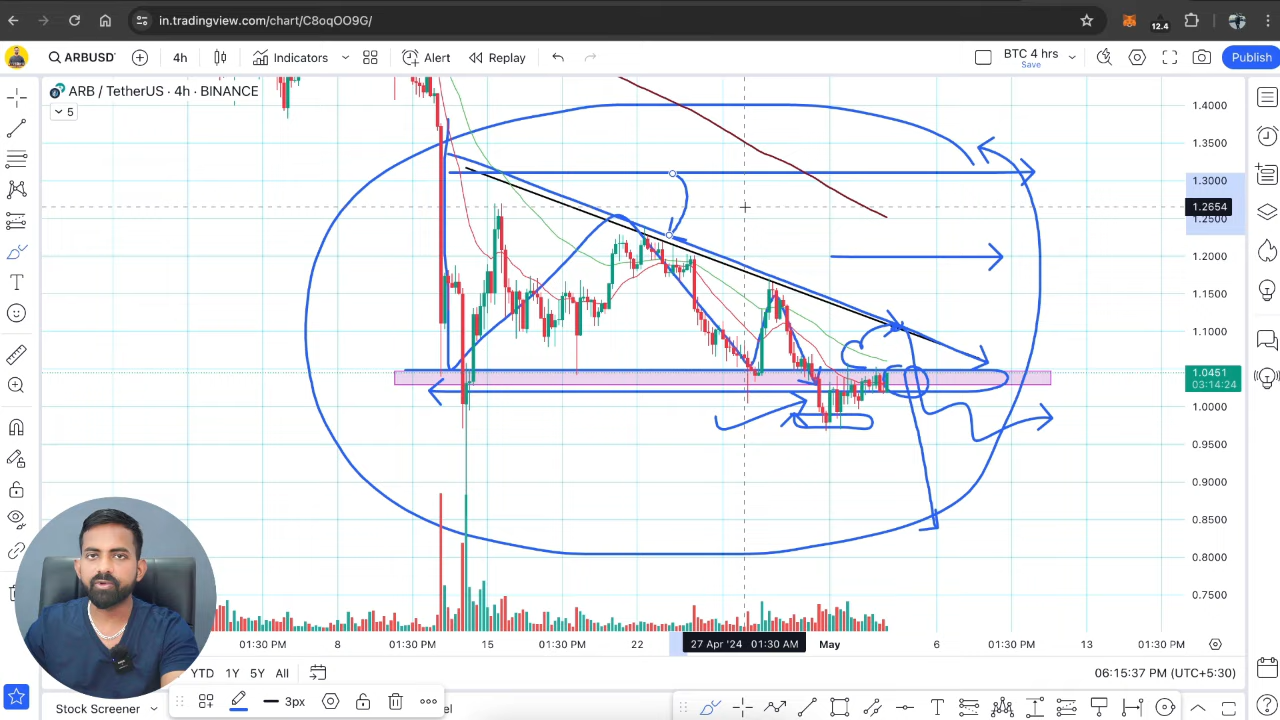 in.tradingview.com/chart/C8oqOO9G/
12.4
ARBUSD
4h
Indicators
Alert
Replay
BTC 4 hrs
Save
Publish
ARB / TetherUS · 4h · BINANCE
5
1.4000
1.3500
1.3000
1.2654
1.2500
1.2000
1.1500
1.1000
1.0451
03:14:24
1.0000
0.9500
0.9000
0.8500
0.8000
0.7500
01:30 PM
8
01:30 PM
15
01:30 PM
22
27 Apr '24 01:30 AM
May
6
01:30 PM
13
01:30 PM
YTD
1Y
5Y
All
06:15:37 PM (UTC+5:30)
Stock Screener
3px
T